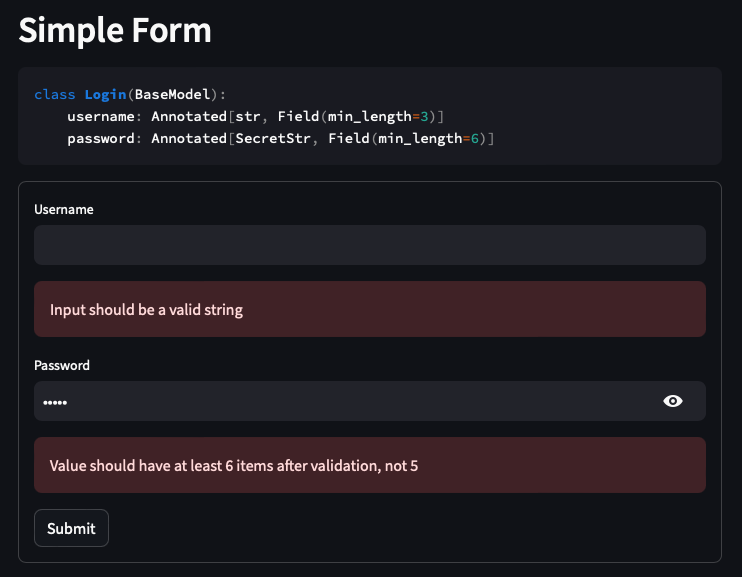 Simple Form
class Login(BaseModel):
    username: Annotated[str, Field(min_length=3)]
    password: Annotated[SecretStr, Field(min_length=6)]
Username
Input should be a valid string
Password
•••••
Value should have at least 6 items after validation, not 5
Submit